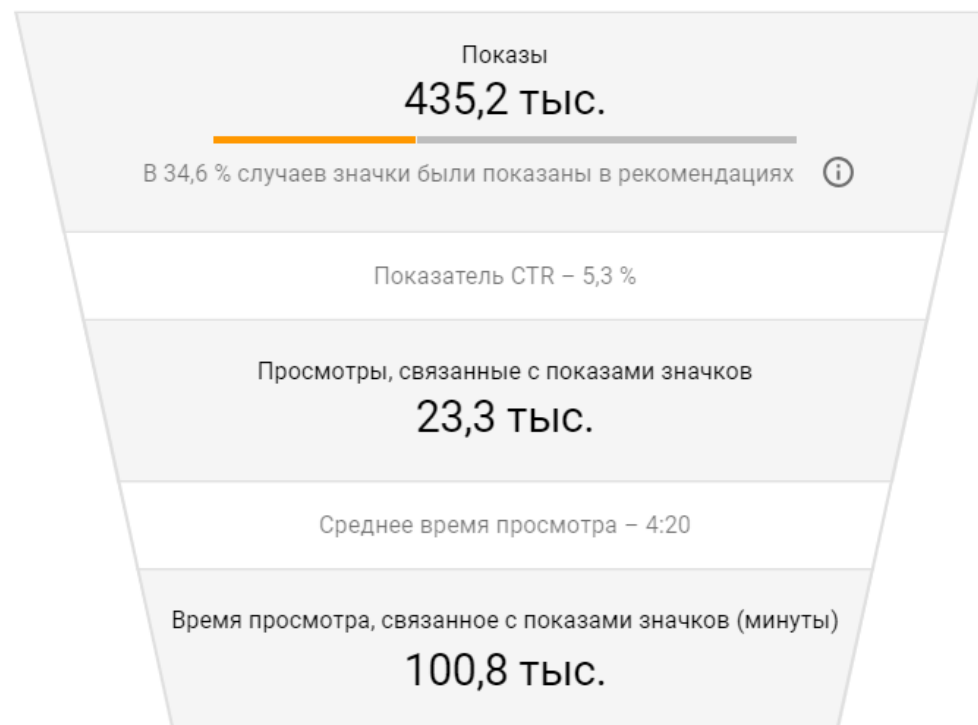 Показы
435,2 тыс.
В 34,6 % случаев значки были показаны в рекомендациях
Показатель CTR – 5,3 %
Просмотры, связанные с показами значков
23,3 тыс.
Среднее время просмотра – 4:20
Время просмотра, связанное с показами значков (минуты)
100,8 тыс.